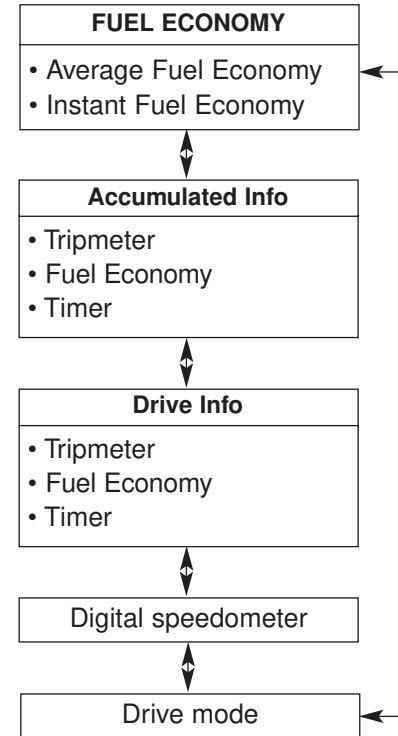 FUEL ECONOMY
• Average Fuel Economy
• Instant Fuel Economy
Accumulated Info
• Tripmeter
• Fuel Economy
• Timer
Drive Info
• Tripmeter
• Fuel Economy
• Timer
Digital speedometer
Drive mode